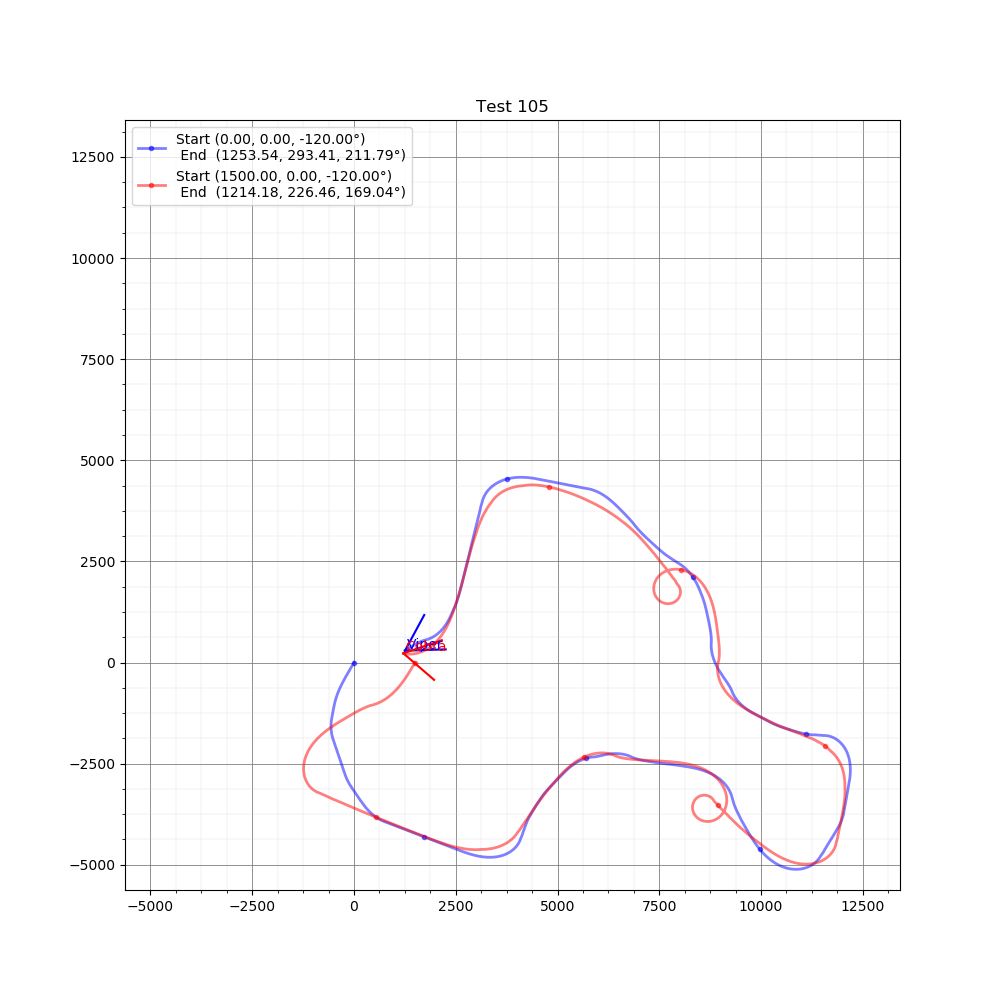 Test 105
Start (0.00, 0.00, -120.00°)
End  (1253.54, 293.41, 211.79°)
Start (1500.00, 0.00, -120.00°)
End  (1214.18, 226.46, 169.04°)
12500
10000
7500
5000
2500
0
−2500
−5000
Viper
−5000 −2500 0 2500 5000 7500 10000 12500